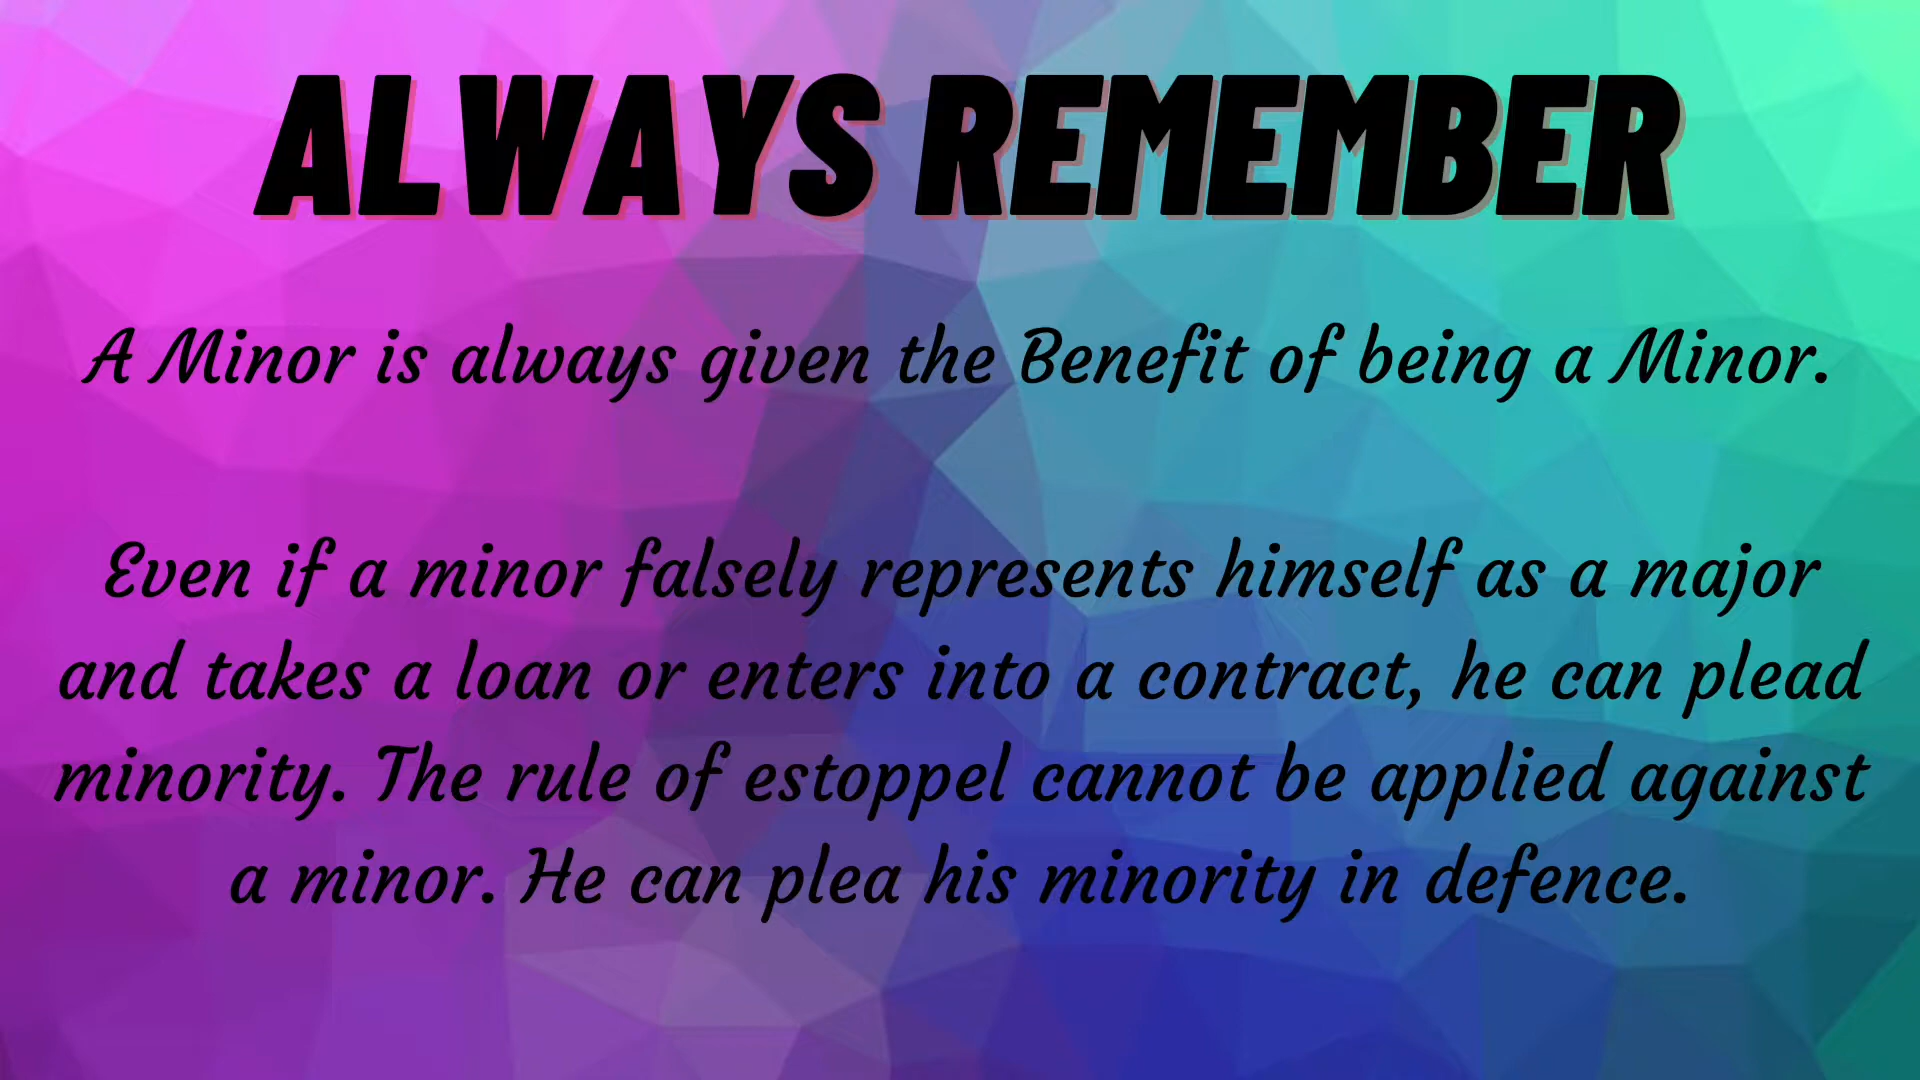 ALWAYS REMEMBER
A Minor is always given the Benefit of being a Minor.
Even if a minor falsely represents himself as a major
and takes a loan or enters into a contract, he can plead
minority. The rule of estoppel cannot be applied against
a minor. He can plea his minority in defence.